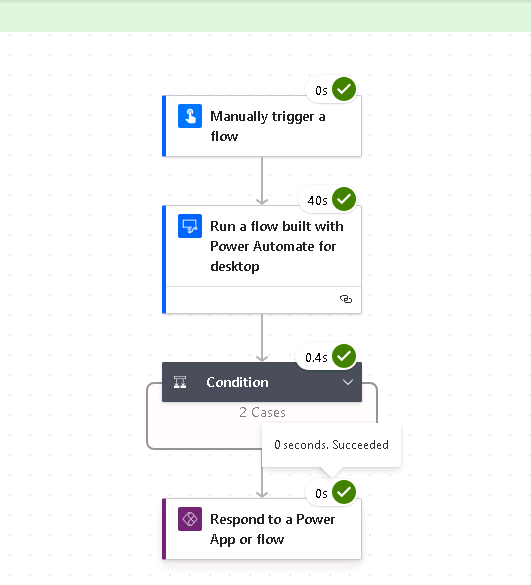 0s
Manually trigger a
flow
40s
Run a flow built with
Power Automate for
desktop
0.4s
Condition
2 Cases
0 seconds. Succeeded
0s
Respond to a Power
App or flow